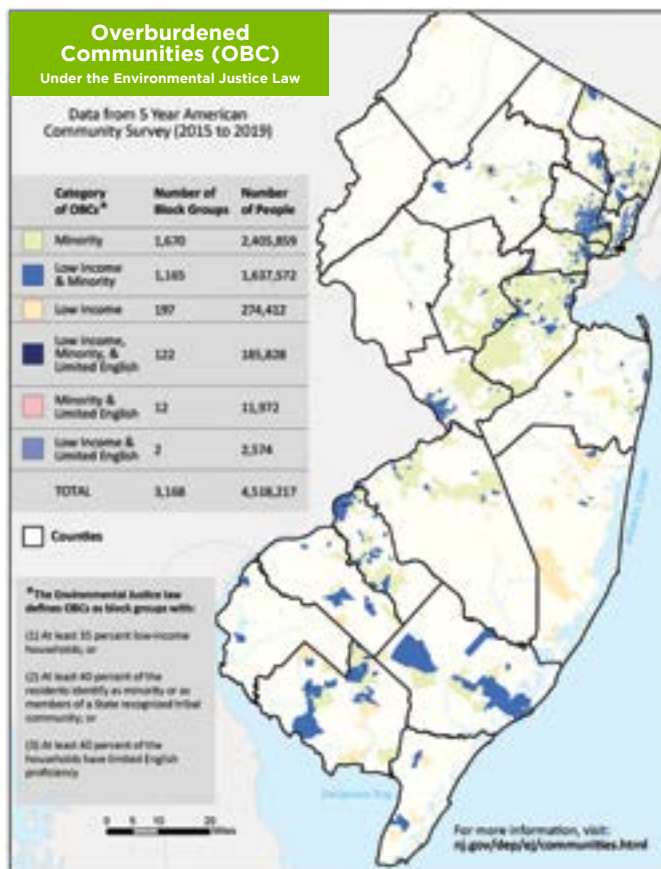 Overburdened
Communities (OBC)
Under the Environmental Justice Law
Data from 5 Year American
Community Survey (2015 to 2019)
Category
of OBCs*
Number of
Block Groups
Number
of People
Minority 1,670 2,405,859
Low Income
& Minority
1,165 1,637,572
Low Income 197 274,412
Low Income,
Minority, &
Limited English
122 185,828
Minority &
Limited English
12 11,972
Low Income &
Limited English
2 2,574
TOTAL 3,168 4,518,217
Counties
*The Environmental Justice law
defines OBCs as block groups with:
(1) At least 35 percent low-income
households; or
(2) At least 40 percent of the
residents identify as minority or as
members of a State recognized tribal
community; or
(3) At least 40 percent of the
households have limited English
proficiency
0 5 10 20
Miles
Delaware Bay
Atlantic Ocean
For more information, visit:
nj.gov/dep/ej/communities.html